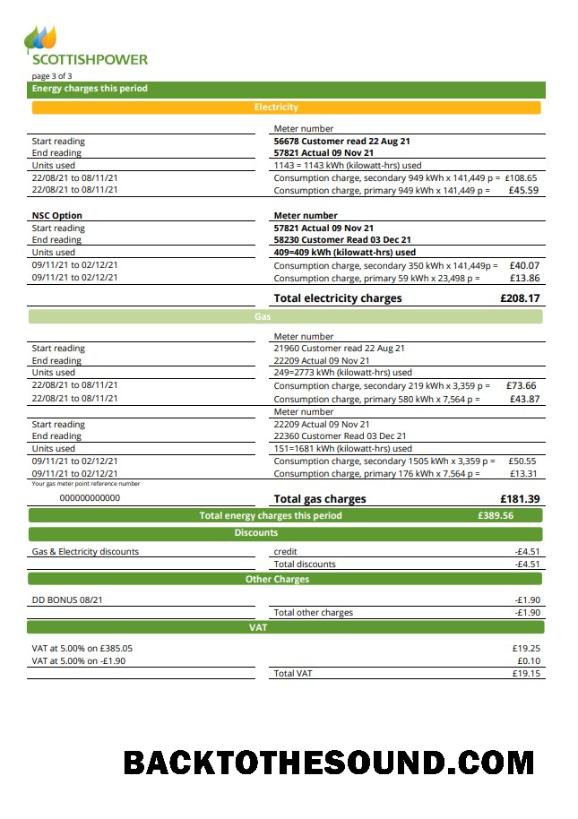 SCOTTISHPOWER
page 3 of 3
Energy charges this period
Electricity
Meter number
Start reading 56678 Customer read 22 Aug 21
End reading 57821 Actual 09 Nov 21
Units used 1143 = 1143 kWh (kilowatt-hrs) used
22/08/21 to 08/11/21 Consumption charge, secondary 949 kWh x 141,449 p = £108.65
22/08/21 to 08/11/21 Consumption charge, primary 949 kWh x 141,449 p = £45.59
NSC Option Meter number
Start reading 57821 Actual 09 Nov 21
End reading 58230 Customer Read 03 Dec 21
Units used 409=409 kWh (kilowatt-hrs) used
09/11/21 to 02/12/21 Consumption charge, secondary 350 kWh x 141,449p = £40.07
09/11/21 to 02/12/21 Consumption charge, primary 59 kWh x 23,498 p = £13.86
Total electricity charges £208.17
Gas
Meter number
Start reading 21960 Customer read 22 Aug 21
End reading 22209 Actual 09 Nov 21
Units used 249=2773 kWh (kilowatt-hrs) used
22/08/21 to 08/11/21 Consumption charge, secondary 219 kWh x 3,359 p = £73.66
22/08/21 to 08/11/21 Consumption charge, primary 580 kWh x 7,564 p = £43.87
Meter number
Start reading 22209 Actual 09 Nov 21
End reading 22360 Customer Read 03 Dec 21
Units used 151=1681 kWh (kilowatt-hrs) used
09/11/21 to 02/12/21 Consumption charge, secondary 1505 kWh x 3,359 p = £50.55
09/11/21 to 02/12/21 Consumption charge, primary 176 kWh x 7.564 p = £13.31
Your gas meter point reference number
000000000000 Total gas charges £181.39
Total energy charges this period £389.56
Discounts
Gas & Electricity discounts credit -£4.51
Total discounts -£4.51
Other Charges
DD BONUS 08/21 -£1.90
Total other charges -£1.90
VAT
VAT at 5.00% on £385.05 £19.25
VAT at 5.00% on -£1.90 £0.10
Total VAT £19.15
BACKTOTHESOUND.COM